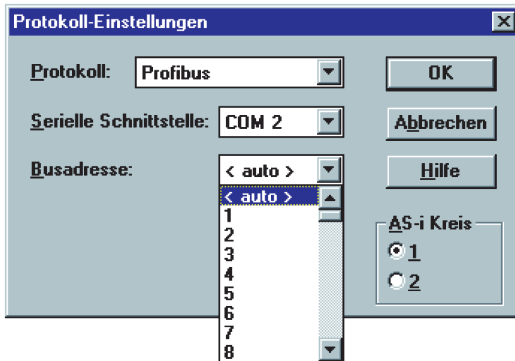 Protokoll-Einstellungen
Protokoll: Profibus
OK
Serielle Schnittstelle: COM 2
Abbrechen
Busadresse: < auto >
Hilfe
< auto >
1
2
3
4
5
6
7
8
AS-i Kreis
1
2